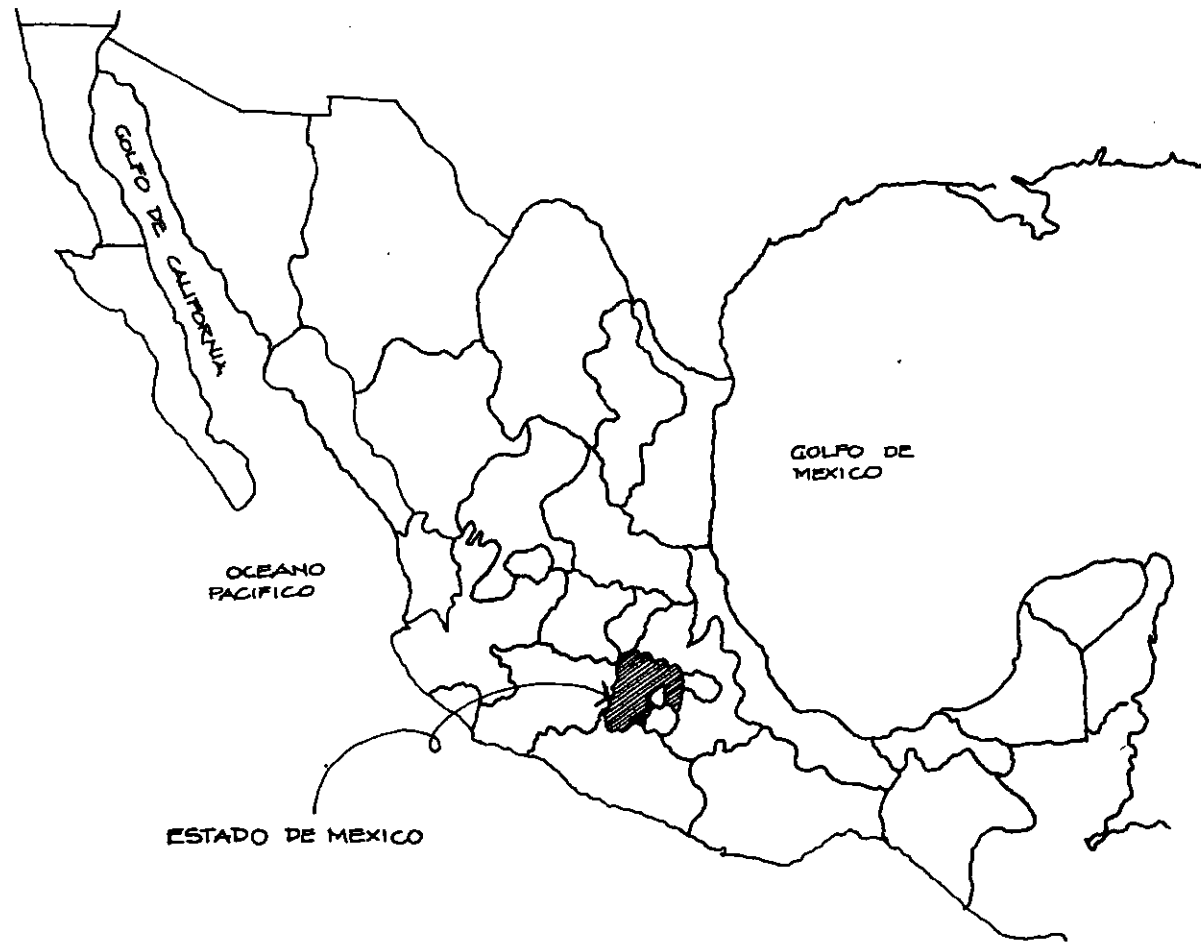 GOLFO DE CALIFORNIA
GOLFO DE
MEXICO
OCEANO
PACIFICO
ESTADO DE MEXICO